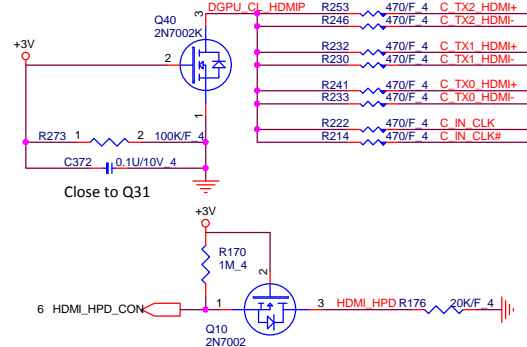 DGPU_CL_HDMIP
R253 470/F_4 C_TX2_HDMI+
R246 470/F_4 C_TX2_HDMI-
Q40
2N7002K
3
+3V
2
R232 470/F_4 C_TX1_HDMI+
R230 470/F_4 C_TX1_HDMI-
R241 470/F_4 C_TX0_HDMI+
R233 470/F_4 C_TX0_HDMI-
1
R222 470/F_4 C_IN_CLK
R214 470/F_4 C_IN_CLK#
R273 1 2 100K/F_4
C372 0.1U/10V_4
Close to Q31
+3V
R170
1M_4
2
6 HDMI_HPD_CON 1 3 HDMI_HPD R176 20K/F_4
Q10
2N7002